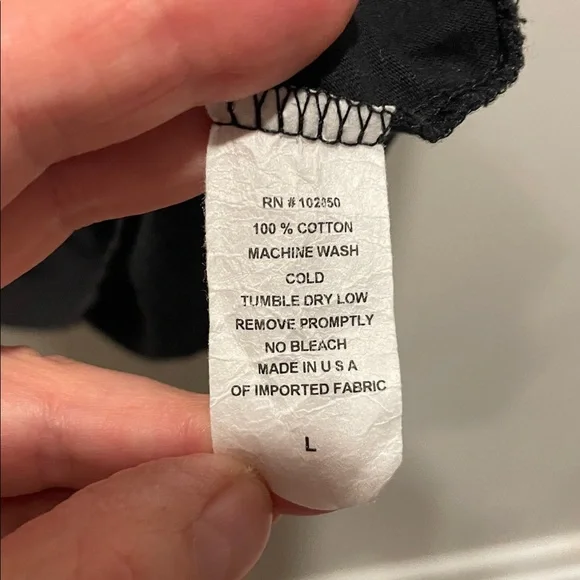 RN # 102850
100 % COTTON
MACHINE WASH
COLD
TUMBLE DRY LOW
REMOVE PROMPTLY
NO BLEACH
MADE IN U S A
OF IMPORTED FABRIC
L